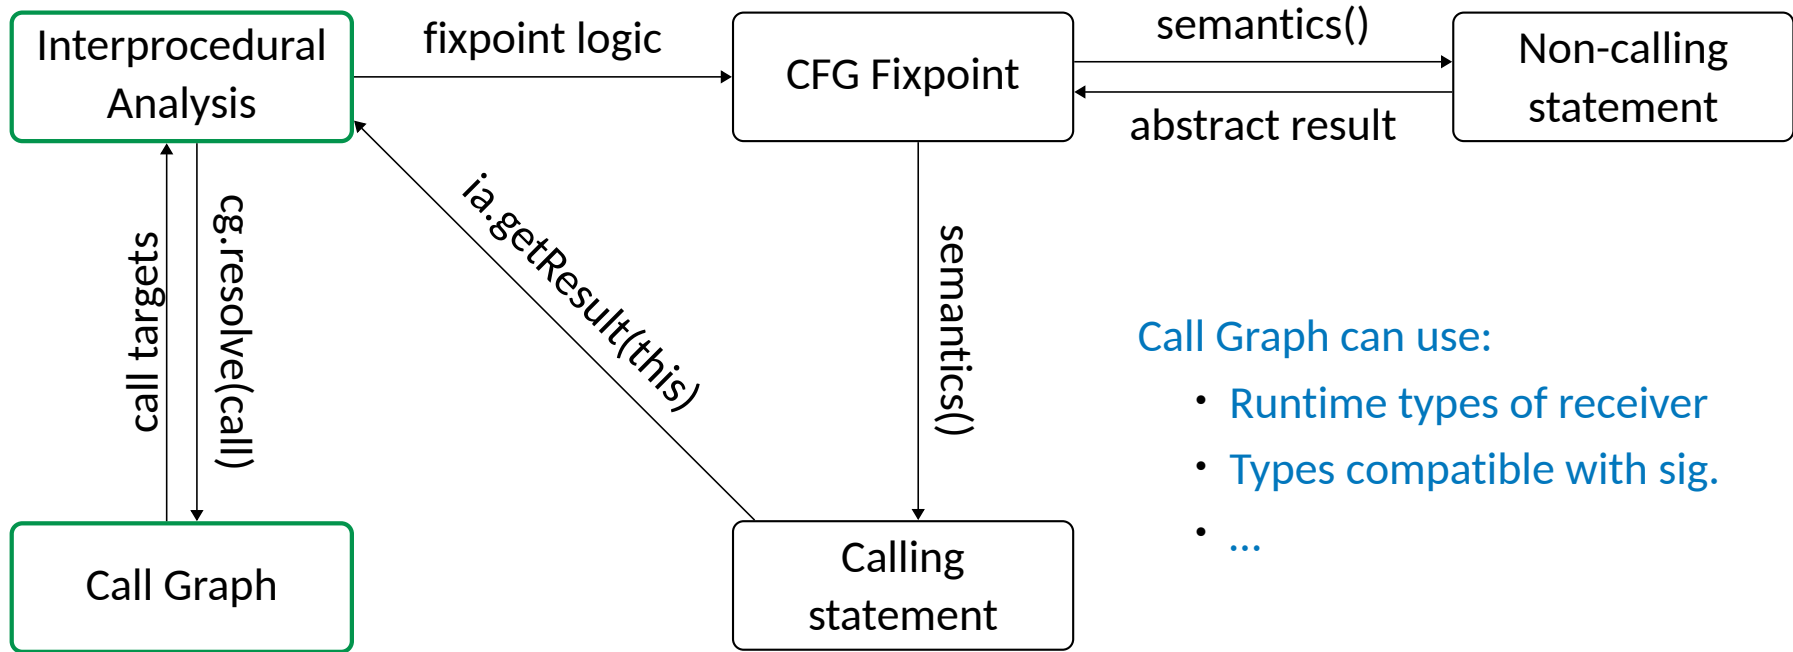 Interprocedural
Analysis
fixpoint logic
CFG Fixpoint
semantics()
abstract result
Non-calling
statement
call targets
cg.resolve(call)
ia.getResult(this)
semantics()
Call Graph
Calling
statement
Call Graph can use:
• Runtime types of receiver
• Types compatible with sig.
• ...